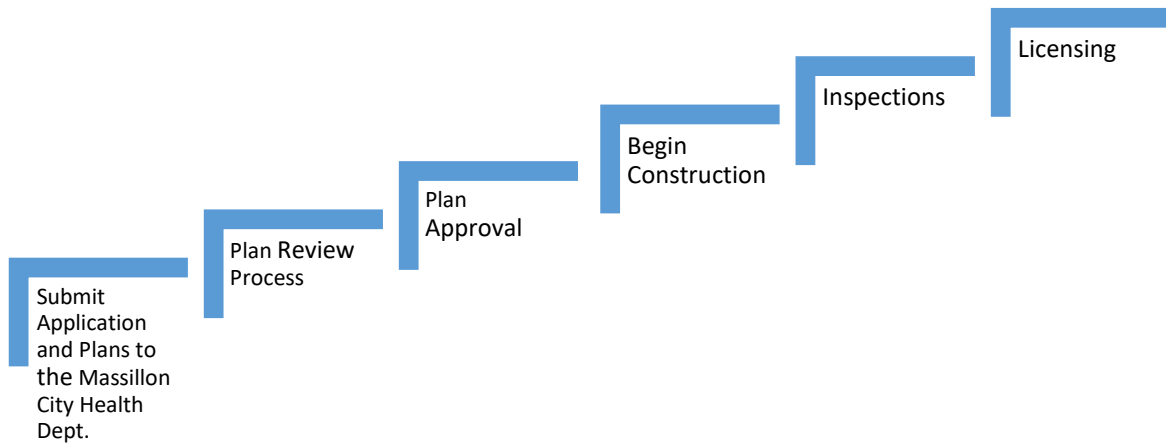 Submit
Application
and Plans to
the Massillon
City Health
Dept.
Plan Review
Process
Plan
Approval
Begin
Construction
Inspections
Licensing